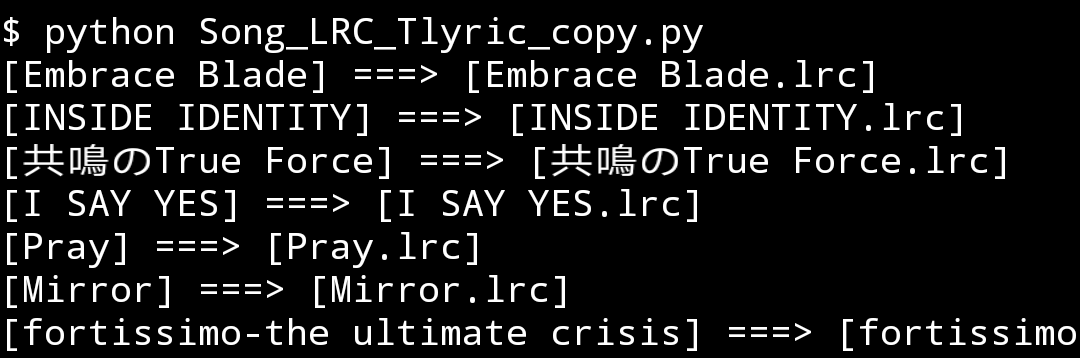 $ python Song_LRC_Tlyric_copy.py
[Embrace Blade] ===> [Embrace Blade.lrc]
[INSIDE IDENTITY] ===> [INSIDE IDENTITY.lrc]
[共鳴のTrue Force] ===> [共鳴のTrue Force.lrc]
[I SAY YES] ===> [I SAY YES.lrc]
[Pray] ===> [Pray.lrc]
[Mirror] ===> [Mirror.lrc]
[fortissimo-the ultimate crisis] ===> [fortissimo